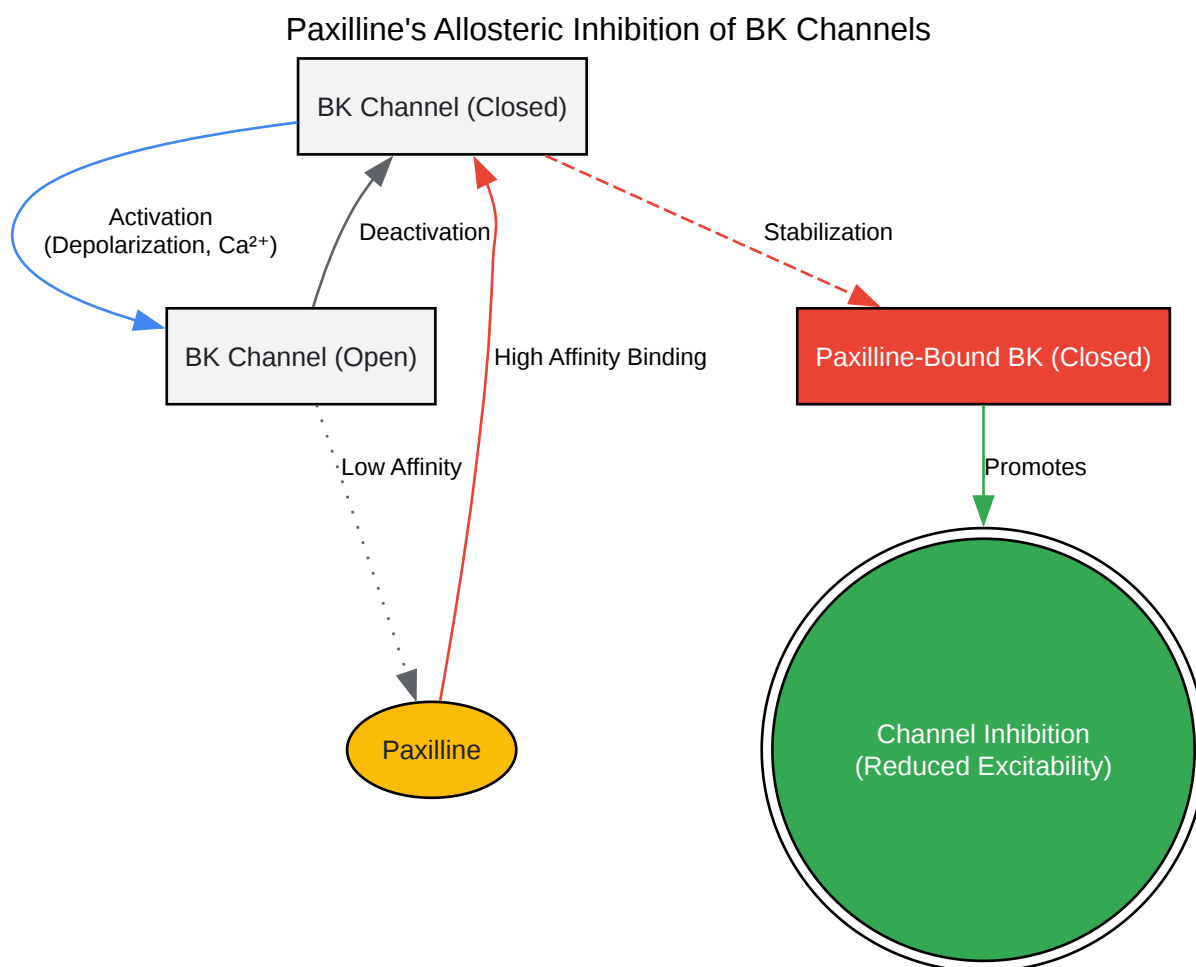 Paxilline's Allosteric Inhibition of BK Channels
BK Channel (Closed)
Activation
(Depolarization, Ca²⁺)
Deactivation
Stabilization
BK Channel (Open)
High Affinity Binding
Paxilline-Bound BK (Closed)
Low Affinity
Promotes
Paxilline
Channel Inhibition
(Reduced Excitability)